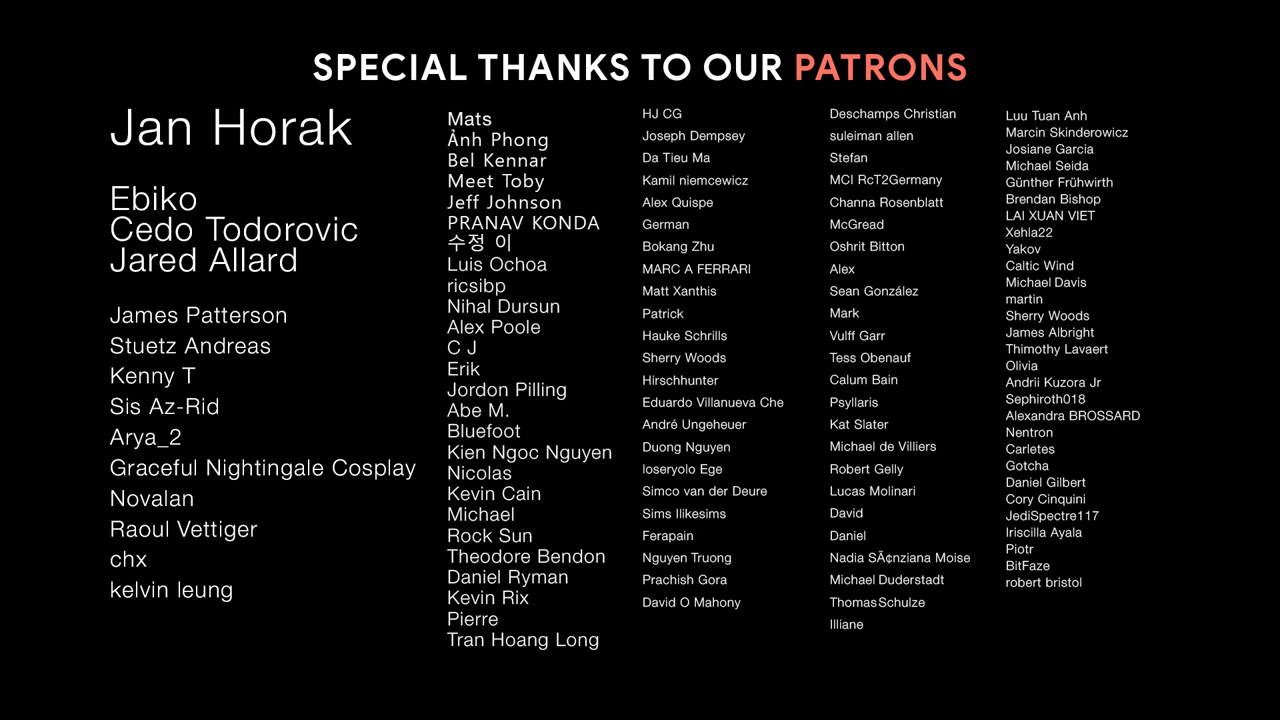 SPECIAL THANKS TO OUR PATRONS
Jan Horak
Ebiko
Cedo Todorovic
Jared Allard
James Patterson
Stuetz Andreas
Kenny T
Sis Az-Rid
Arya_2
Graceful Nightingale Cosplay
Novalan
Raoul Vettiger
chx
kelvin leung
Mats
Ảnh Phong
Bel Kennar
Meet Toby
Jeff Johnson
PRANAV KONDA
수정 이
Luis Ochoa
ricsibp
Nihal Dursun
Alex Poole
C J
Erik
Jordon Pilling
Abe M.
Bluefoot
Kien Ngoc Nguyen
Nicolas
Kevin Cain
Michael
Rock Sun
Theodore Bendon
Daniel Ryman
Kevin Rix
Pierre
Tran Hoang Long
HJ CG
Joseph Dempsey
Da Tieu Ma
Kamil niemcewicz
Alex Quispe
German
Bokang Zhu
MARC A FERRARI
Matt Xanthis
Patrick
Hauke Schrills
Sherry Woods
Hirschhunter
Eduardo Villanueva Che
André Ungeheuer
Duong Nguyen
loseryolo Ege
Simco van der Deure
Sims Ilikesims
Ferapain
Nguyen Truong
Prachish Gora
David O Mahony
Deschamps Christian
suleiman allen
Stefan
MCI RcT2Germany
Channa Rosenblatt
McGread
Oshrit Bitton
Alex
Sean González
Mark
Vulff Garr
Tess Obenauf
Calum Bain
Psyllaris
Kat Slater
Michael de Villiers
Robert Gelly
Lucas Molinari
David
Daniel
Nadia SÃ¢nziana Moise
Michael Duderstadt
Thomas Schulze
Illiane
Luu Tuan Anh
Marcin Skinderowicz
Josiane Garcia
Michael Seida
Günther Frühwirth
Brendan Bishop
LAI XUAN VIET
Xehla22
Yakov
Caltic Wind
Michael Davis
martin
Sherry Woods
James Albright
Thimothy Lavaert
Olivia
Andrii Kuzora Jr
Sephiroth018
Alexandra BROSSARD
Nentron
Carletes
Gotcha
Daniel Gilbert
Cory Cinquini
JediSpectre117
Iriscilla Ayala
Piotr
BitFaze
robert bristol